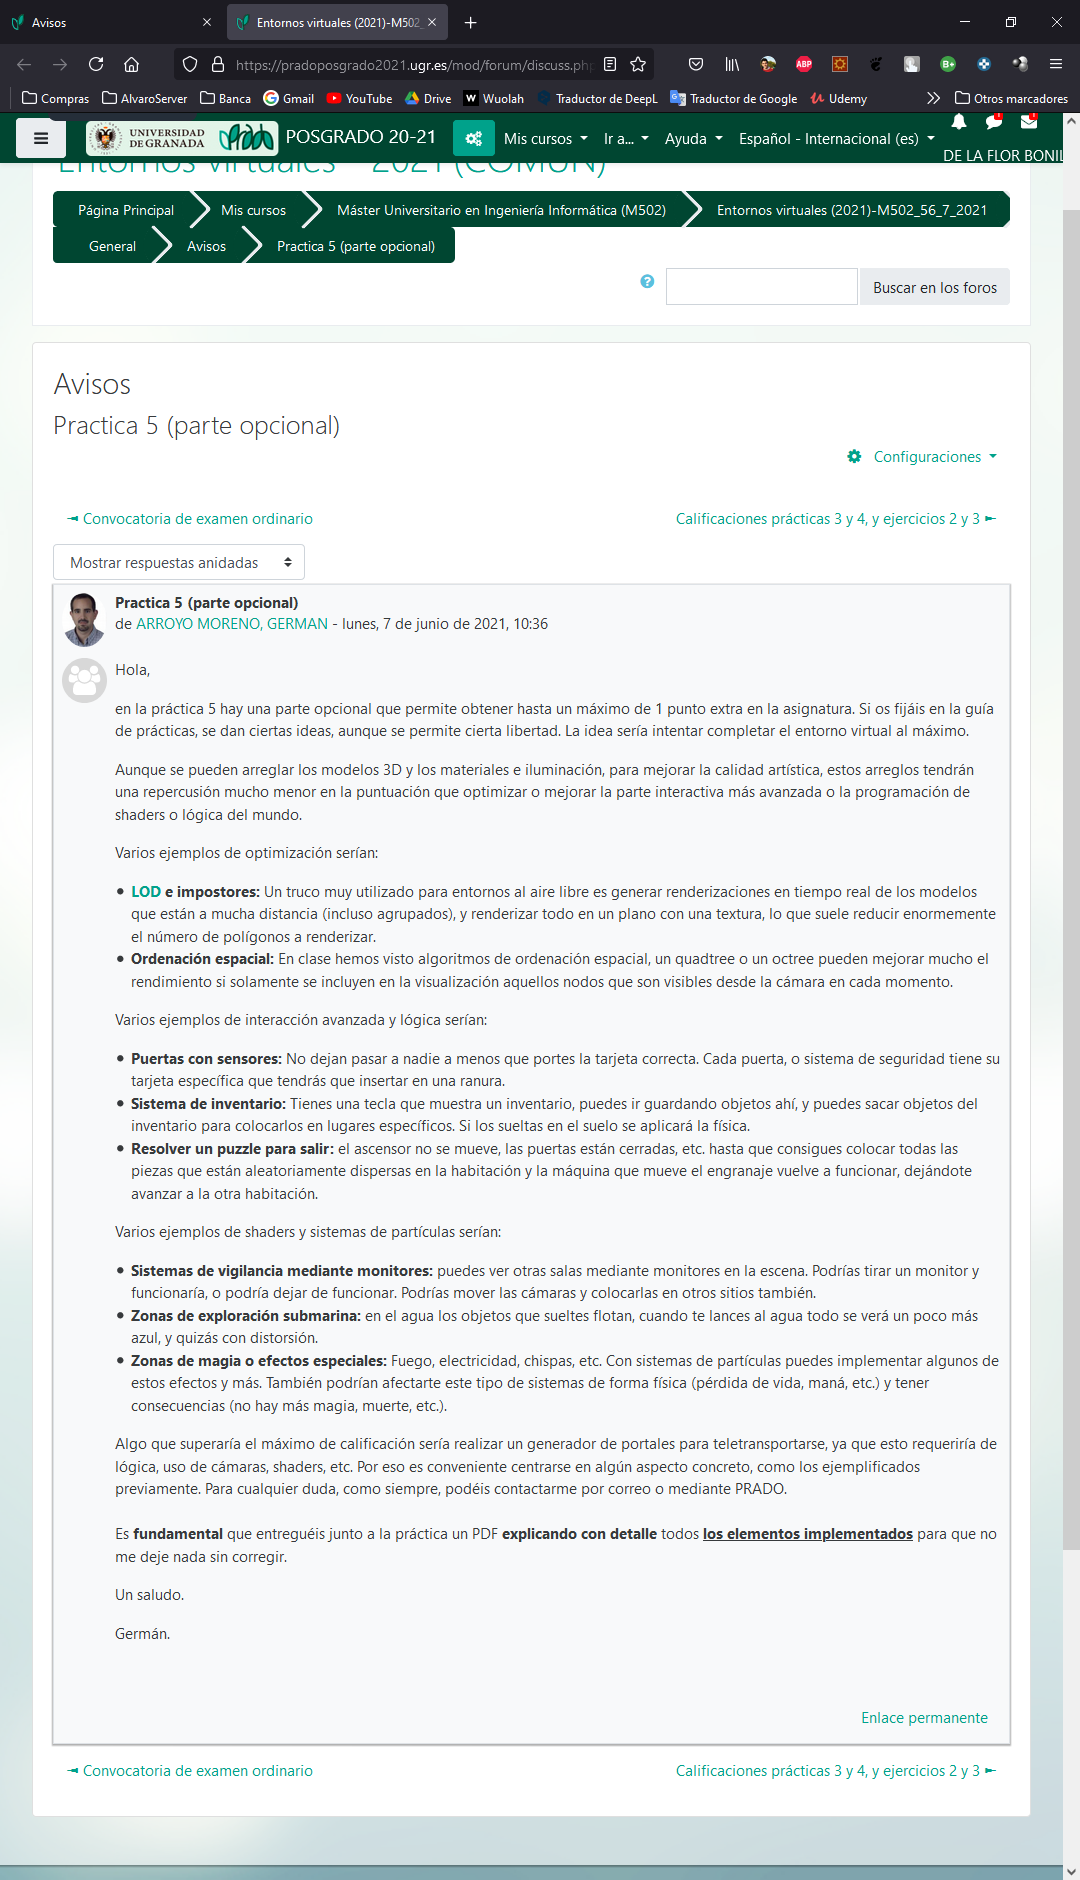 Avisos
Entornos virtuales (2021)-M502_
https://pradoposgrado2021.ugr.es/mod/forum/discuss.php
ABP
B+
Compras
AlvaroServer
Banca
Gmail
YouTube
Drive
Wuolah
Traductor de DeepL
Traductor de Google
Udemy
Otros marcadores
UNIVERSIDAD
DE GRANADA
POSGRADO 20-21
Mis cursos
Ir a...
Ayuda
Español - Internacional (es)
DE LA FLOR BONIL
Entornos virtuales - 2021 (COMUN)
Página Principal
Mis cursos
Máster Universitario en Ingeniería Informática (M502)
Entornos virtuales (2021)-M502_56_7_2021
General
Avisos
Practica 5 (parte opcional)
Buscar en los foros
Avisos
Practica 5 (parte opcional)
Configuraciones
◄ Convocatoria de examen ordinario
Calificaciones prácticas 3 y 4, y ejercicios 2 y 3 ►
Mostrar respuestas anidadas
Practica 5 (parte opcional)
de ARROYO MORENO, GERMAN - lunes, 7 de junio de 2021, 10:36
Hola,
en la práctica 5 hay una parte opcional que permite obtener hasta un máximo de 1 punto extra en la asignatura. Si os fijáis en la guía
de prácticas, se dan ciertas ideas, aunque se permite cierta libertad. La idea sería intentar completar el entorno virtual al máximo.
Aunque se pueden arreglar los modelos 3D y los materiales e iluminación, para mejorar la calidad artística, estos arreglos tendrán
una repercusión mucho menor en la puntuación que optimizar o mejorar la parte interactiva más avanzada o la programación de
shaders o lógica del mundo.
Varios ejemplos de optimización serían:
• LOD e impostores: Un truco muy utilizado para entornos al aire libre es generar renderizaciones en tiempo real de los modelos
que están a mucha distancia (incluso agrupados), y renderizar todo en un plano con una textura, lo que suele reducir enormemente
el número de polígonos a renderizar.
• Ordenación espacial: En clase hemos visto algoritmos de ordenación espacial, un quadtree o un octree pueden mejorar mucho el
rendimiento si solamente se incluyen en la visualización aquellos nodos que son visibles desde la cámara en cada momento.
Varios ejemplos de interacción avanzada y lógica serían:
• Puertas con sensores: No dejan pasar a nadie a menos que portes la tarjeta correcta. Cada puerta, o sistema de seguridad tiene su
tarjeta específica que tendrás que insertar en una ranura.
• Sistema de inventario: Tienes una tecla que muestra un inventario, puedes ir guardando objetos ahí, y puedes sacar objetos del
inventario para colocarlos en lugares específicos. Si los sueltas en el suelo se aplicará la física.
• Resolver un puzzle para salir: el ascensor no se mueve, las puertas están cerradas, etc. hasta que consigues colocar todas las
piezas que están aleatoriamente dispersas en la habitación y la máquina que mueve el engranaje vuelve a funcionar, dejándote
avanzar a la otra habitación.
Varios ejemplos de shaders y sistemas de partículas serían:
• Sistemas de vigilancia mediante monitores: puedes ver otras salas mediante monitores en la escena. Podrías tirar un monitor y
funcionaría, o podría dejar de funcionar. Podrías mover las cámaras y colocarlas en otros sitios también.
• Zonas de exploración submarina: en el agua los objetos que sueltes flotan, cuando te lances al agua todo se verá un poco más
azul, y quizás con distorsión.
• Zonas de magia o efectos especiales: Fuego, electricidad, chispas, etc. Con sistemas de partículas puedes implementar algunos de
estos efectos y más. También podrían afectarte este tipo de sistemas de forma física (pérdida de vida, maná, etc.) y tener
consecuencias (no hay más magia, muerte, etc.).
Algo que superaría el máximo de calificación sería realizar un generador de portales para teletransportarse, ya que esto requeriría de
lógica, uso de cámaras, shaders, etc. Por eso es conveniente centrarse en algún aspecto concreto, como los ejemplificados
previamente. Para cualquier duda, como siempre, podéis contactarme por correo o mediante PRADO.
Es fundamental que entreguéis junto a la práctica un PDF explicando con detalle todos los elementos implementados para que no
me deje nada sin corregir.
Un saludo.
Germán.
Enlace permanente
◄ Convocatoria de examen ordinario
Calificaciones prácticas 3 y 4, y ejercicios 2 y 3 ►